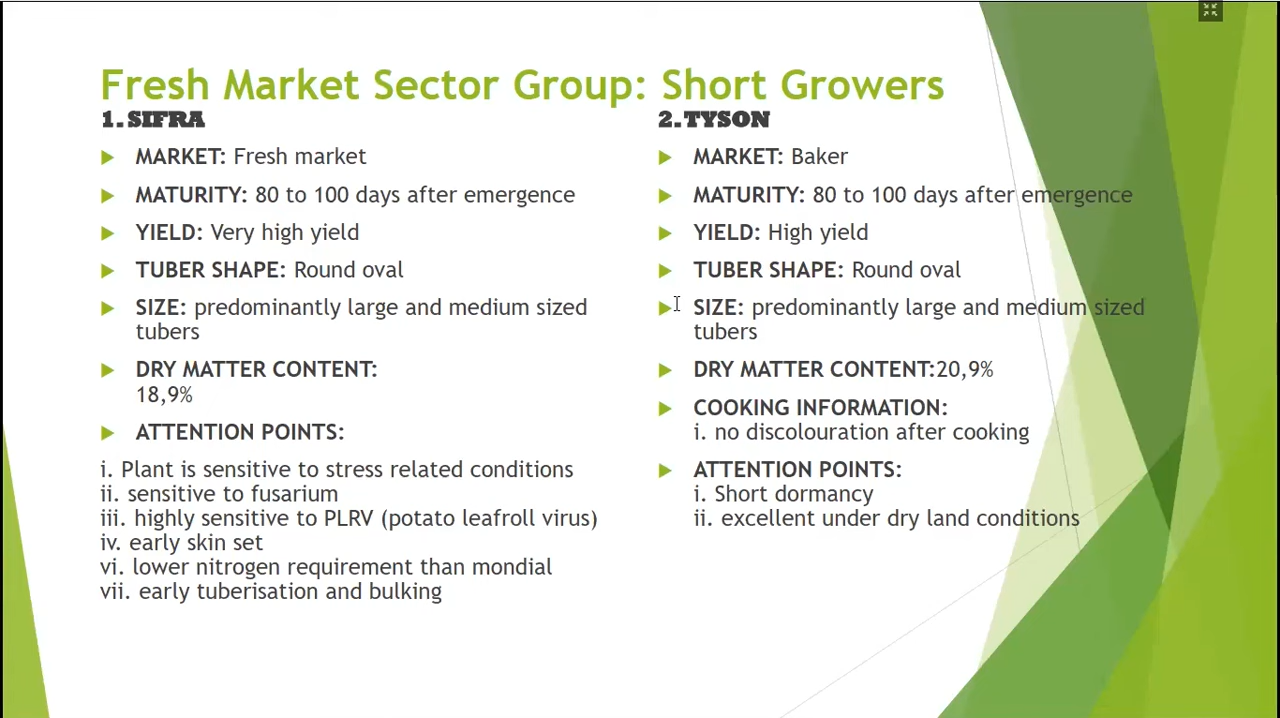 Fresh Market Sector Group: Short Growers
1. SIFRA
MARKET: Fresh market
MATURITY: 80 to 100 days after emergence
YIELD: Very high yield
TUBER SHAPE: Round oval
SIZE: predominantly large and medium sized
tubers
DRY MATTER CONTENT:
18,9%
ATTENTION POINTS:
i. Plant is sensitive to stress related conditions
ii. sensitive to fusarium
iii. highly sensitive to PLRV (potato leafroll virus)
iv. early skin set
vi. lower nitrogen requirement than mondial
vii. early tuberisation and bulking
2. TYSON
MARKET: Baker
MATURITY: 80 to 100 days after emergence
YIELD: High yield
TUBER SHAPE: Round oval
SIZE: predominantly large and medium sized
tubers
DRY MATTER CONTENT:20,9%
COOKING INFORMATION:
i. no discolouration after cooking
ATTENTION POINTS:
i. Short dormancy
ii. excellent under dry land conditions